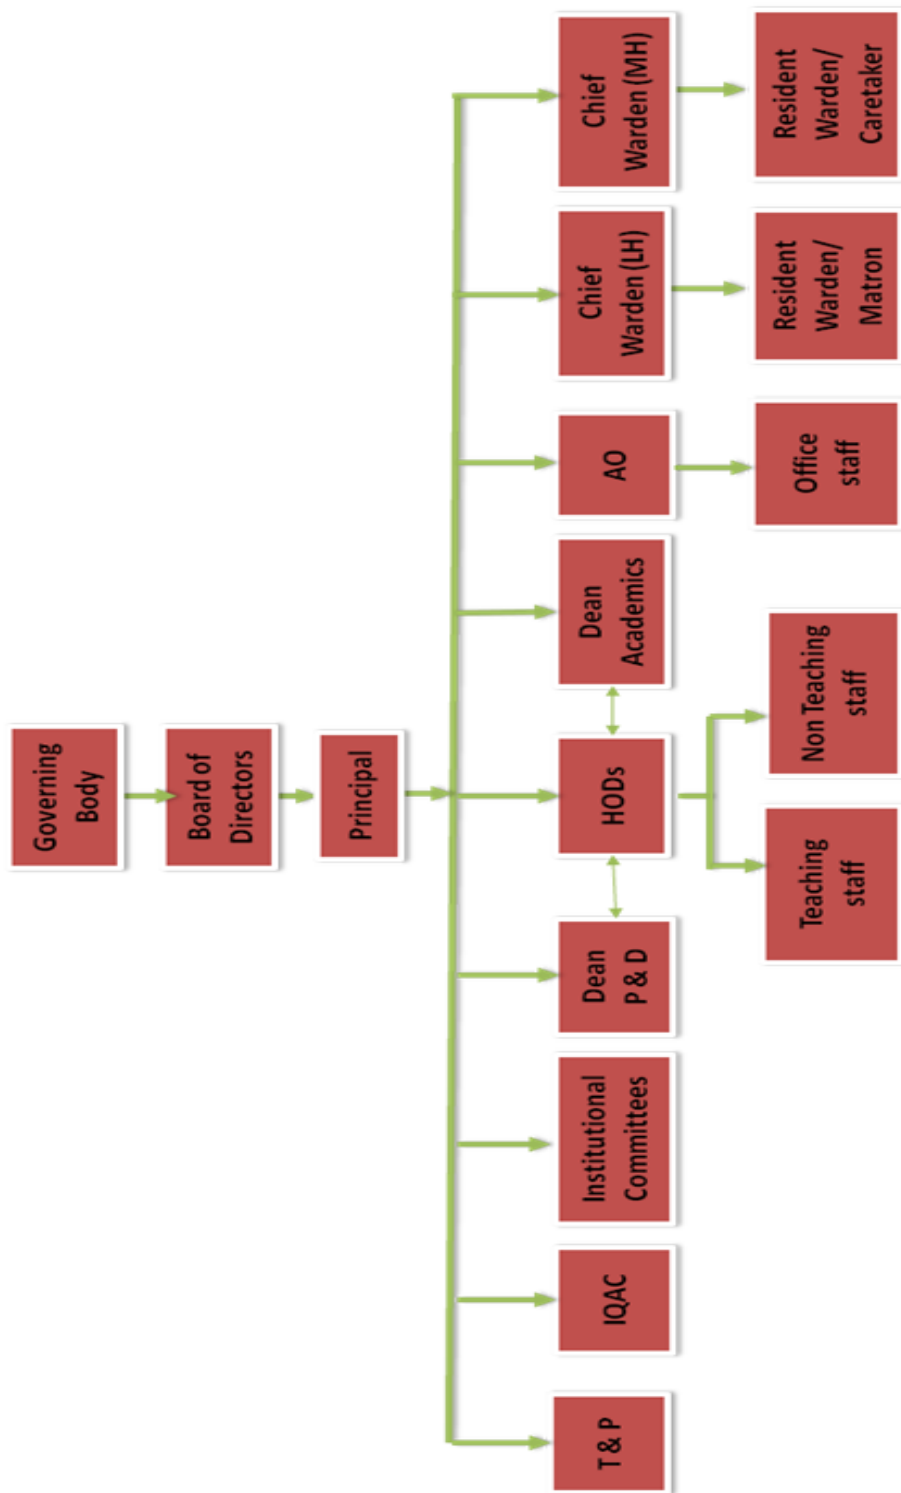 Governing
Body
Board of
Directors
Principal
T & P
IQAC
Institutional
Committees
Dean
P & D
HODs
Dean
Academics
AO
Chief
Warden (LH)
Chief
Warden (MH)
Teaching
staff
Non Teaching
staff
Office
staff
Resident
Warden/
Matron
Resident
Warden/
Caretaker